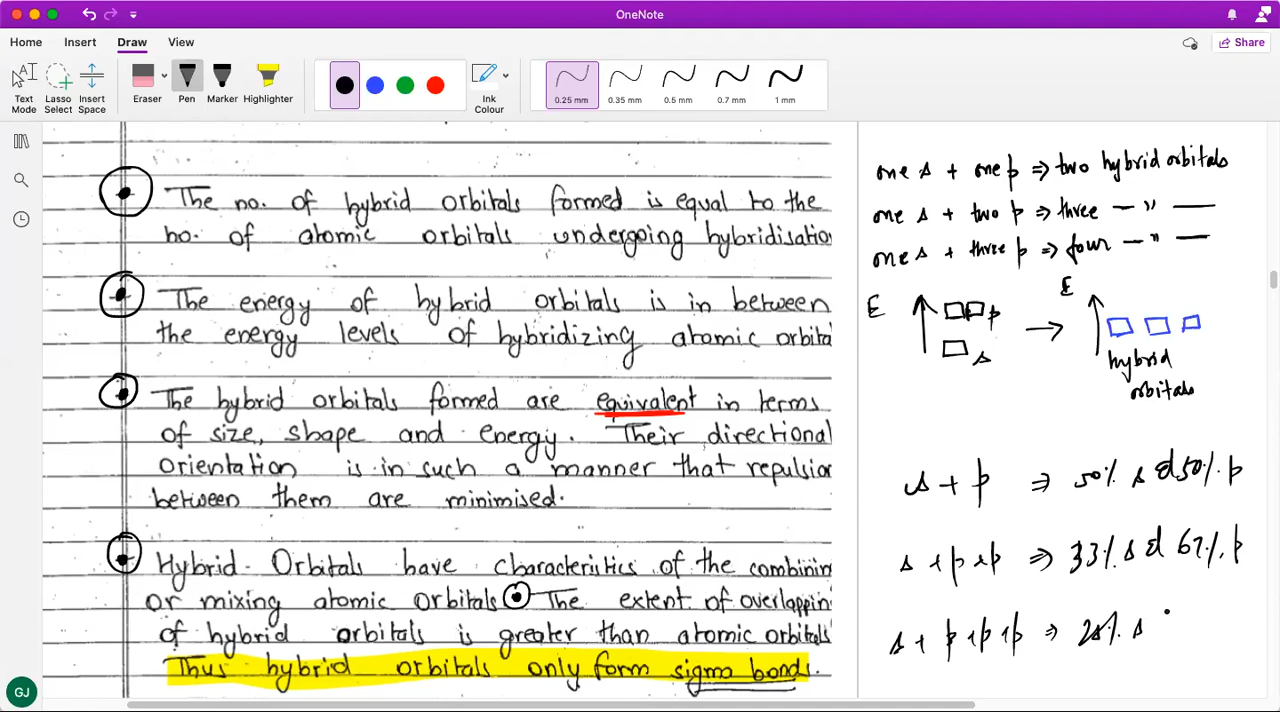 OneNote
Home Insert Draw View
Share
Text Mode
Lasso Select
Insert Space
Eraser
Pen
Marker
Highlighter
Ink Colour
0.25 mm
0.35 mm
0.5 mm
0.7 mm
1 mm
The no. of hybrid orbitals formed is equal to the
no. of atomic orbitals undergoing hybridisatio
The energy of hybrid orbitals is in between
the energy levels of hybridizing atomic orbita
The hybrid orbitals formed are equivalent in terms
of size, shape and energy. Their directional
orientation is in such a manner that repulsion
between them are minimised.
Hybrid Orbitals have characteristics of the combinin
or mixing atomic orbitals The extent of overlappin
of hybrid orbitals is greater than atomic orbitals
Thus hybrid orbitals only form sigma bonds.
one s + one p ⇒ two hybrid orbitals
one s + two p ⇒ three — " —
one s + three p ⇒ four — " —
E
p
s
→
E
hybrid
orbitals
s + p ⇒ 50% s & 50% p
s + p + p ⇒ 33% s & 67% p
s + p + p + p ⇒ 25% s
GJ